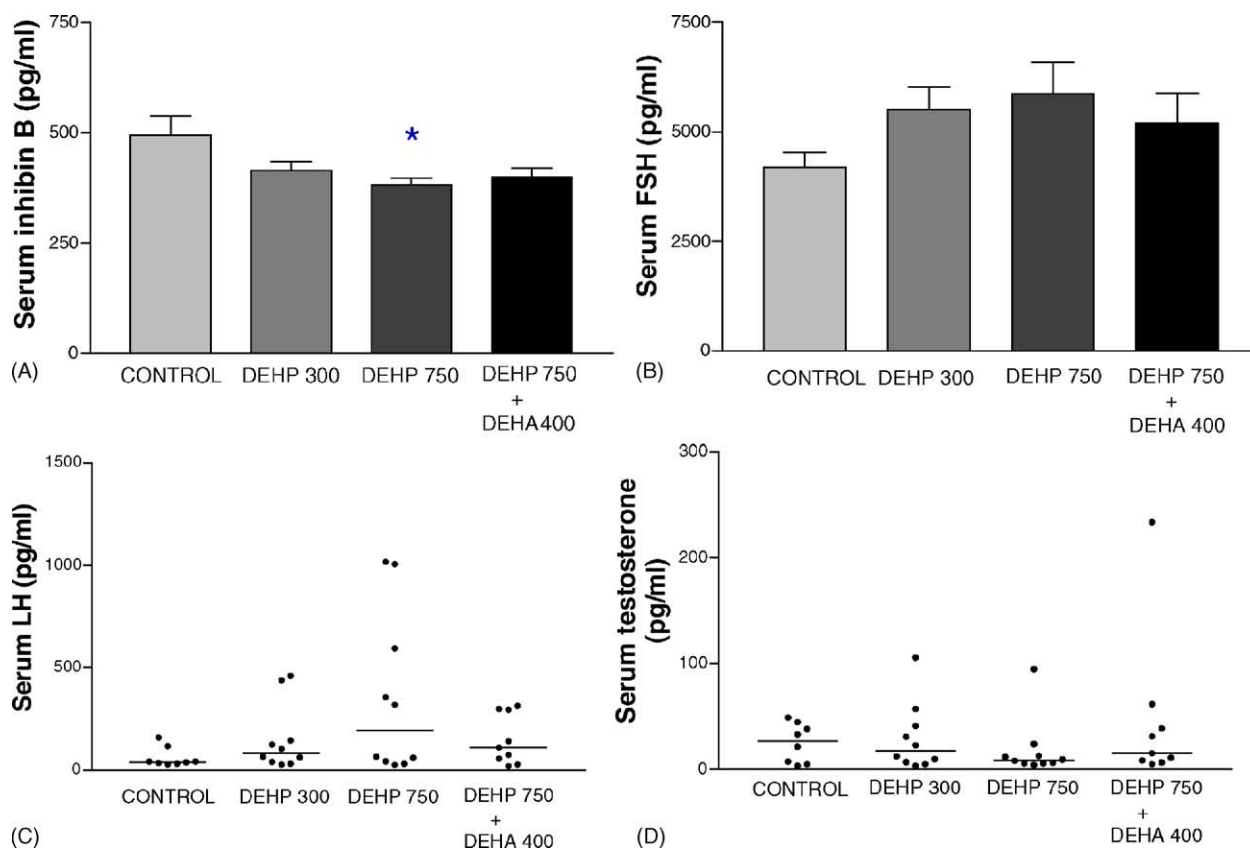 Serum inhibin B (pg/ml)
750
500
250
0
*
CONTROL
DEHP 300
DEHP 750
DEHP 750
+
DEHA400
(A)
Serum FSH (pg/ml)
7500
5000
2500
0
CONTROL
DEHP 300
DEHP 750
DEHP 750
+
DEHA 400
(B)
Serum LH (pg/ml)
1500
1000
500
0
CONTROL
DEHP 300
DEHP 750
DEHP 750
+
DEHA 400
(C)
Serum testosterone
(pg/ml)
300
200
100
0
CONTROL
DEHP 300
DEHP 750
DEHP 750
+
DEHA 400
(D)